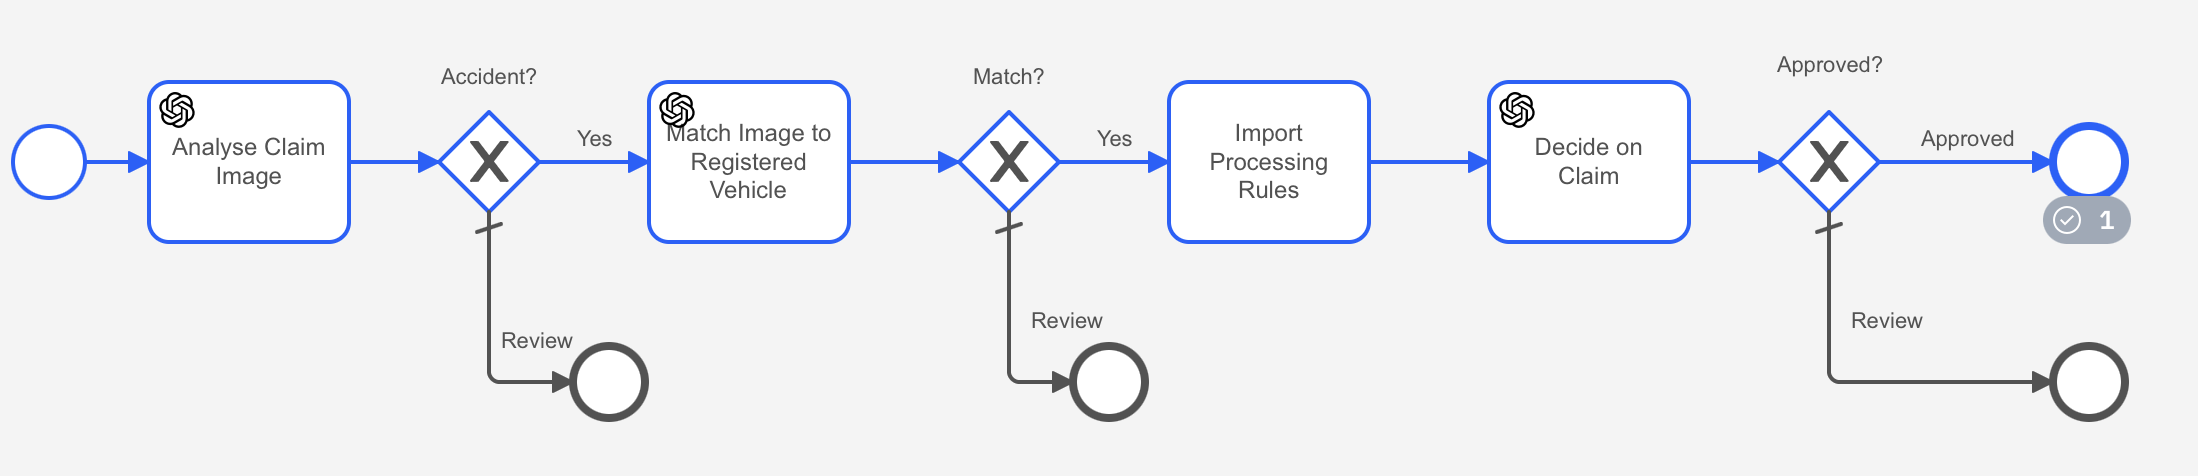 Analyse Claim
Image
Accident?
Yes
Match Image to
Registered
Vehicle
Match?
Yes
Import
Processing
Rules
Decide on
Claim
Approved?
Approved
1
Review
Review
Review